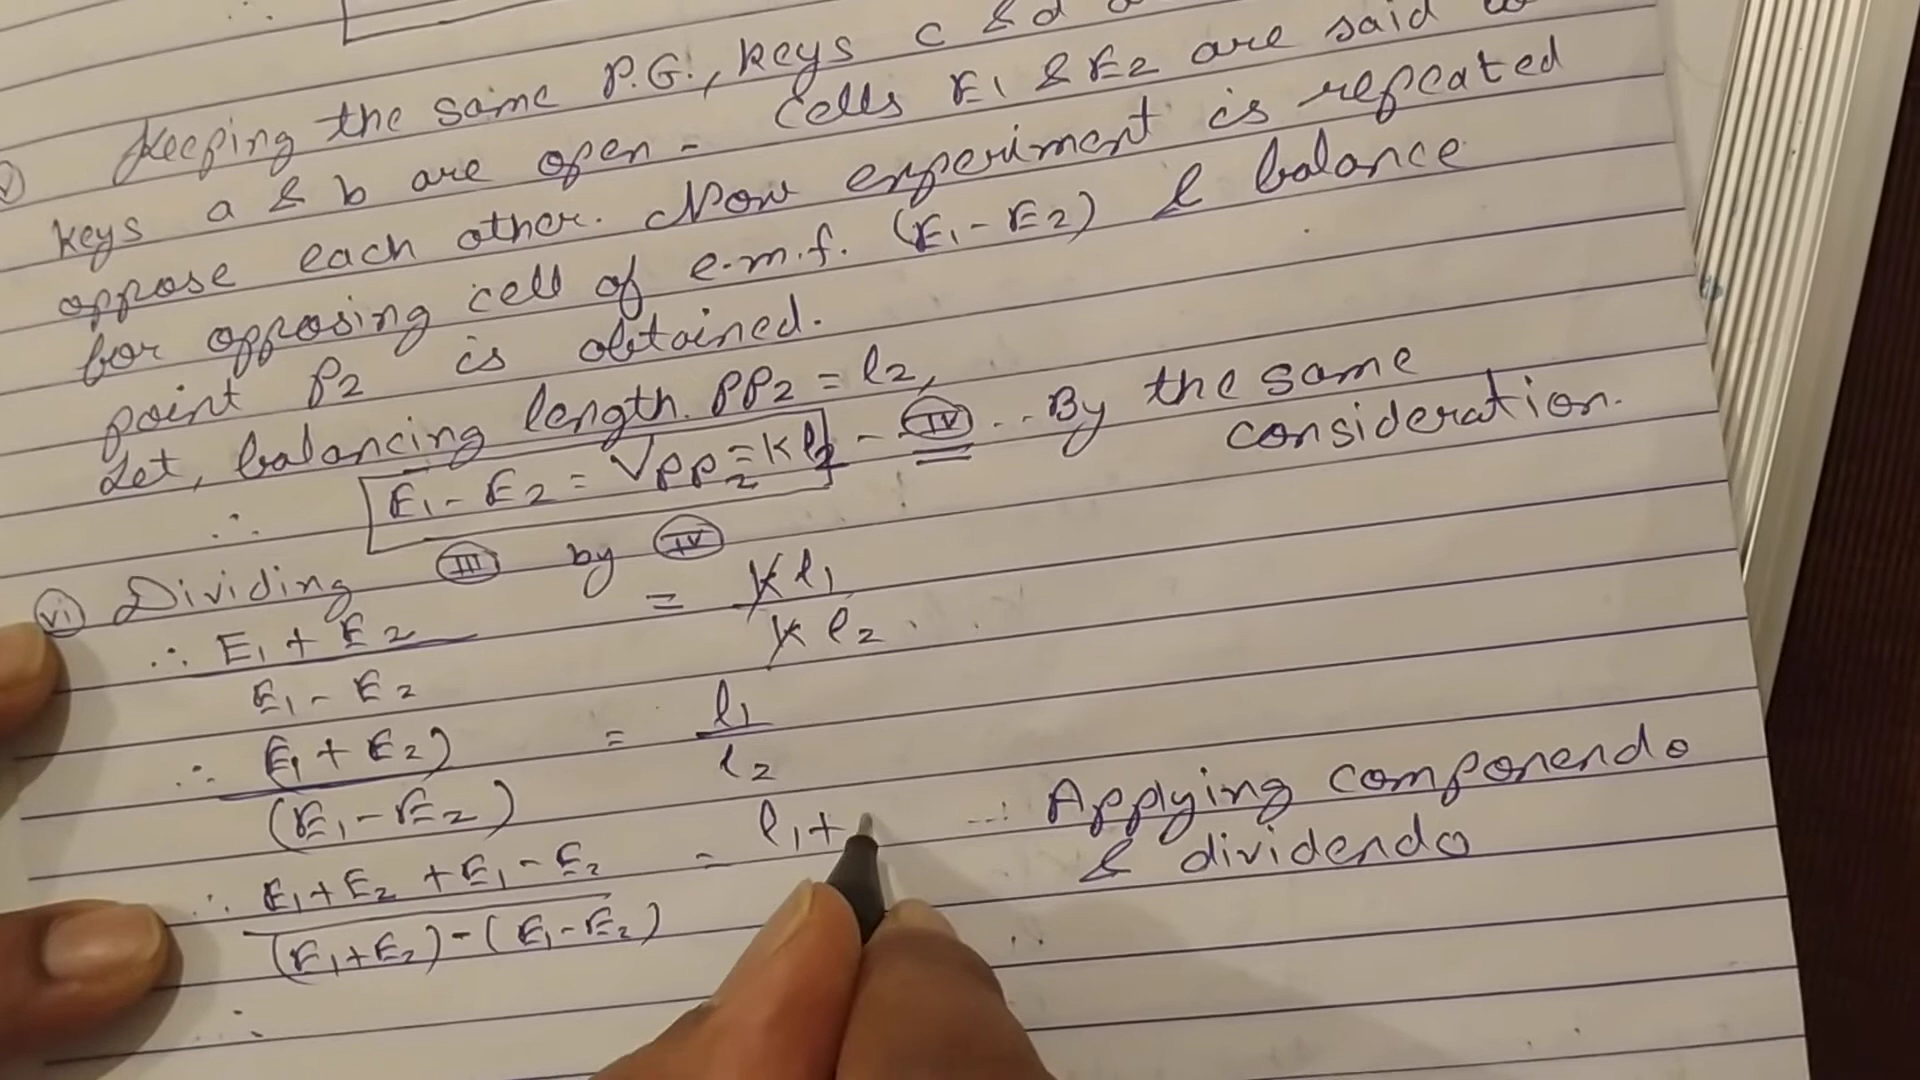 Keeping the same P.G., keys c & d
keys a & b are open - Cells E1 & E2 are said to
oppose each other. Now experiment is repeated
for opposing cell of e.m.f. (E1 - E2) & balance
point P2 is obtained.
Let, balancing length. PP2 = l2,
∴ E1 - E2 = VPP2 = Kl2 - IV ... By the same
consideration.
vi) Dividing III by IV
∴ E1 + E2 / E1 - E2 = Kl1 / Kl2
∴ (E1 + E2) / (E1 - E2) = l1 / l2
∴ E1 + E2 + E1 - E2 / (E1 + E2) - (E1 - E2) = l1 + ... Applying componendo
& dividendo
∴